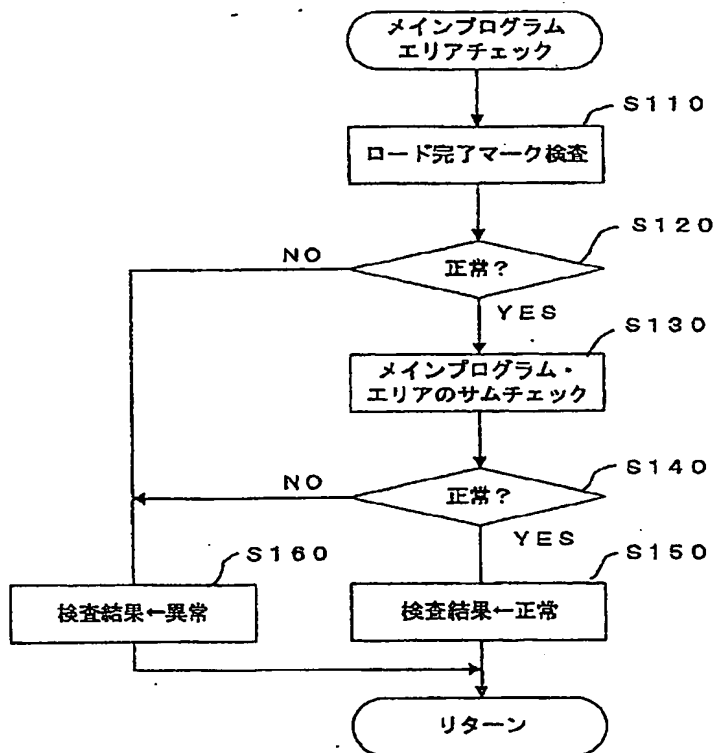 メインプログラム
エリアチェック
S110
ロード完了マーク検査
S120
NO
正常?
YES
S130
メインプログラム・
エリアのサムチェック
S140
NO
正常?
YES
S160
S150
検査結果←異常
検査結果←正常
リターン